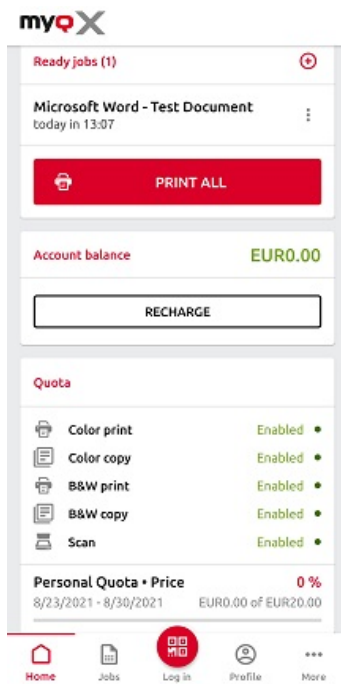 myQ X
Ready jobs (1)
Microsoft Word - Test Document
today in 13:07
PRINT ALL
Account balance EUR0.00
RECHARGE
Quota
Color print Enabled
Color copy Enabled
B&W print Enabled
B&W copy Enabled
Scan Enabled
Personal Quota • Price 0 %
8/23/2021 - 8/30/2021 EUR0.00 of EUR20.00
Home Jobs Log in Profile More